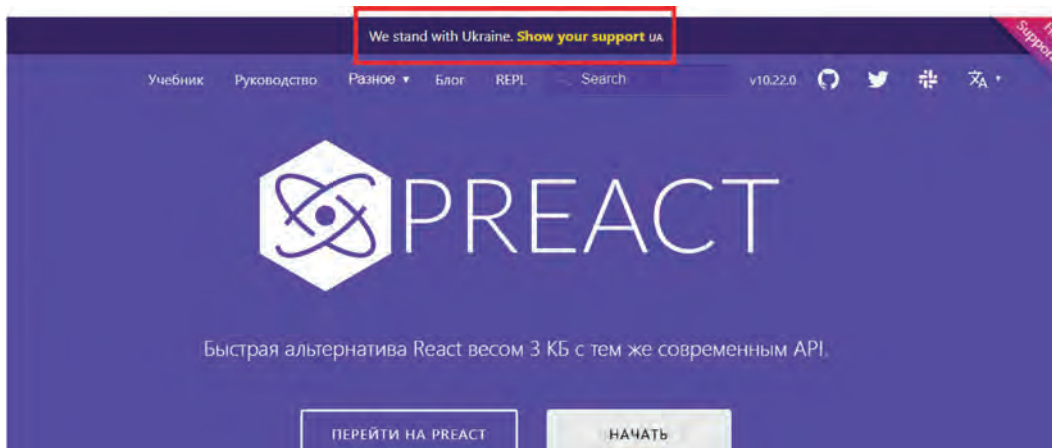 We stand with Ukraine. Show your support UA
Support
Учебник Руководство Разное ▾ Блог REPL Search v10.22.0
PREACT
Быстрая альтернатива React весом 3 КБ с тем же современным API.
ПЕРЕЙТИ НА PREACT НАЧАТЬ